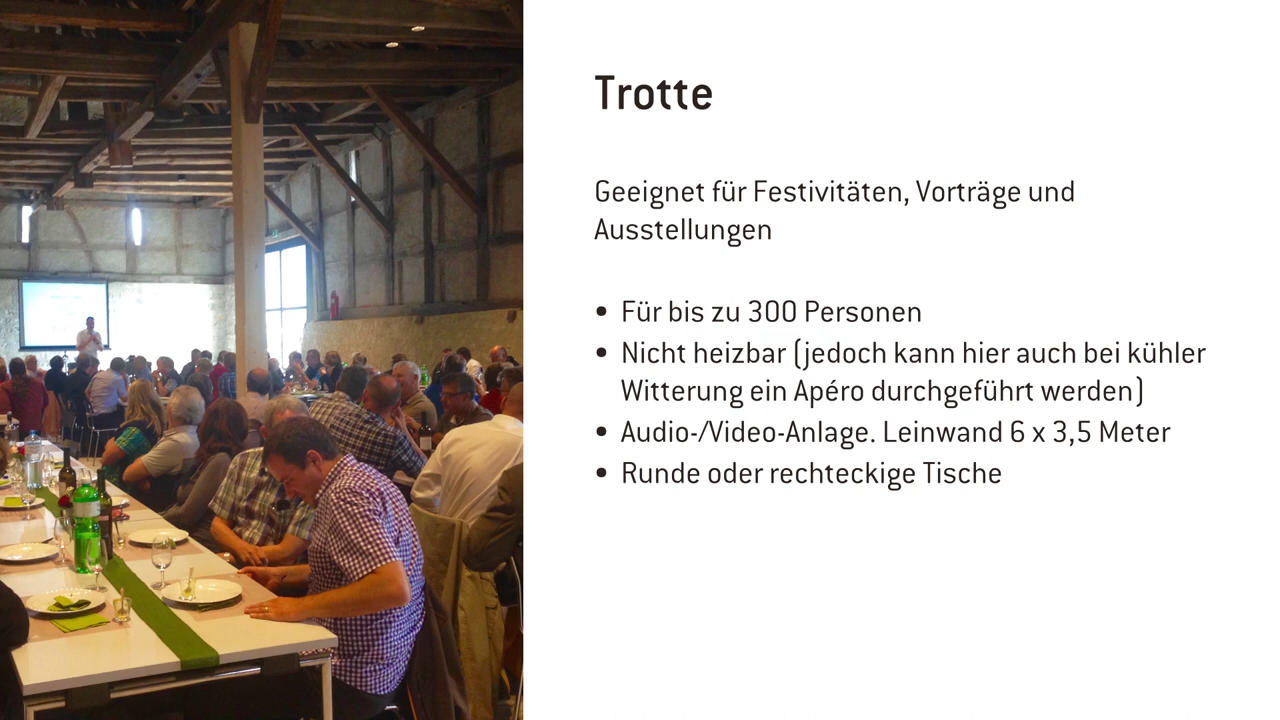 Trotte
Geeignet für Festivitäten, Vorträge und
Ausstellungen
• Für bis zu 300 Personen
• Nicht heizbar (jedoch kann hier auch bei kühler
Witterung ein Apéro durchgeführt werden)
• Audio-/Video-Anlage. Leinwand 6 x 3,5 Meter
• Runde oder rechteckige Tische